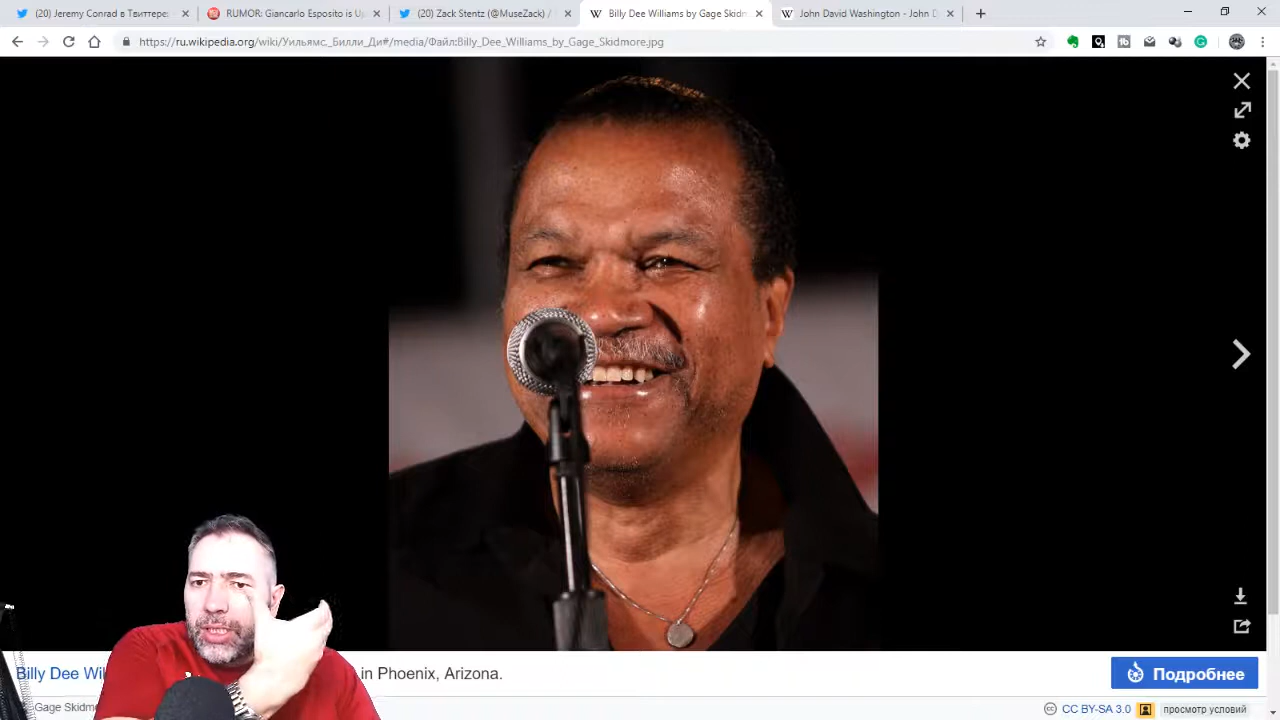 (20) Jeremy Conrad в Твиттере:
RUMOR: Giancarlo Esposito is Up
(20) Zack Stentz (@MuseZack) /
Billy Dee Williams by Gage Skidm
John David Washington - John D
https://ru.wikipedia.org/wiki/Уильямс,_Билли_Ди#/media/Файл:Billy_Dee_Williams_by_Gage_Skidmore.jpg
Billy Dee Wil in Phoenix, Arizona.
Подробнее
Gage Skidm
CC BY-SA 3.0
просмотр условий